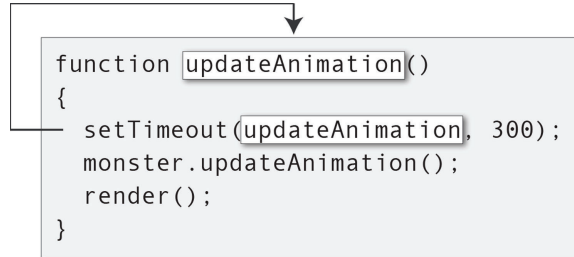 function updateAnimation()
{
  setTimeout(updateAnimation, 300);
  monster.updateAnimation();
  render();
}